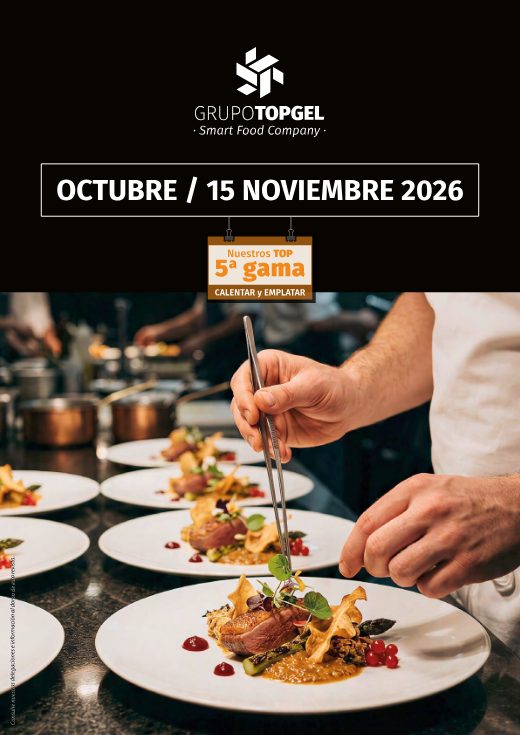 GRUPOTOPGEL
· Smart Food Company ·
OCTUBRE / 15 NOVIEMBRE 2026
Nuestros TOP
5ª gama
CALENTAR y EMPLATAR